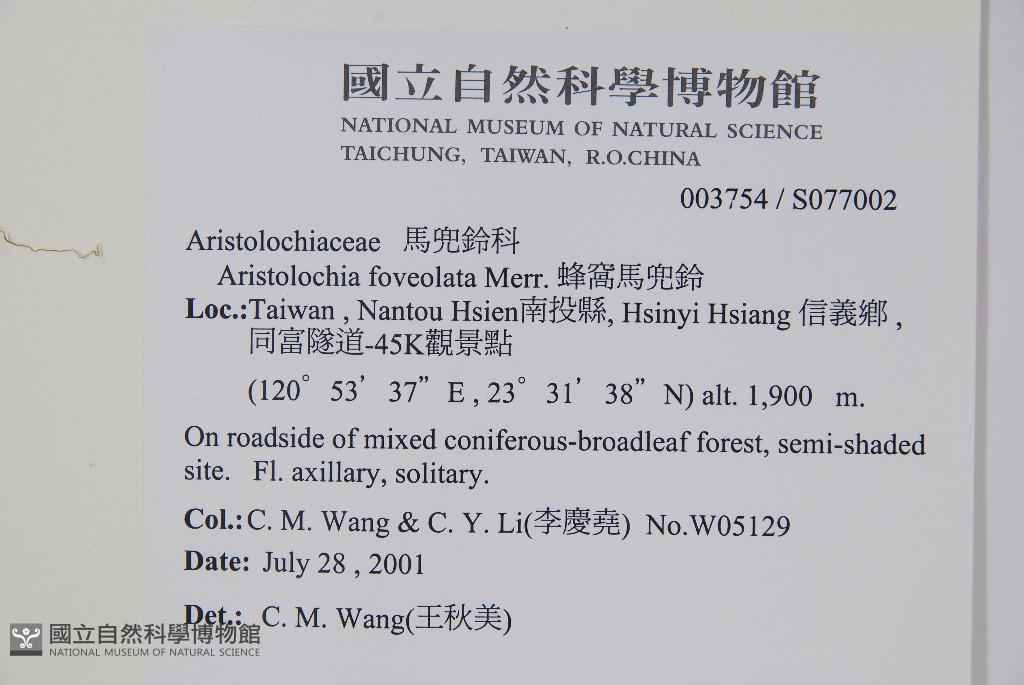 國立自然科學博物館
NATIONAL MUSEUM OF NATURAL SCIENCE
TAICHUNG, TAIWAN, R.O.CHINA
003754 / S077002
Aristolochiaceae 馬兜鈴科
Aristolochia foveolata Merr. 蜂窩馬兜鈴
Loc.:Taiwan , Nantou Hsien南投縣, Hsinyi Hsiang 信義鄉 ,
同富隧道-45K觀景點
(120° 53’ 37” E , 23° 31’ 38” N) alt. 1,900 m.
On roadside of mixed coniferous-broadleaf forest, semi-shaded
site. Fl. axillary, solitary.
Col.: C. M. Wang & C. Y. Li(李慶堯) No.W05129
Date: July 28 , 2001
Det.: C. M. Wang(王秋美)
國立自然科學博物館
NATIONAL MUSEUM OF NATURAL SCIENCE